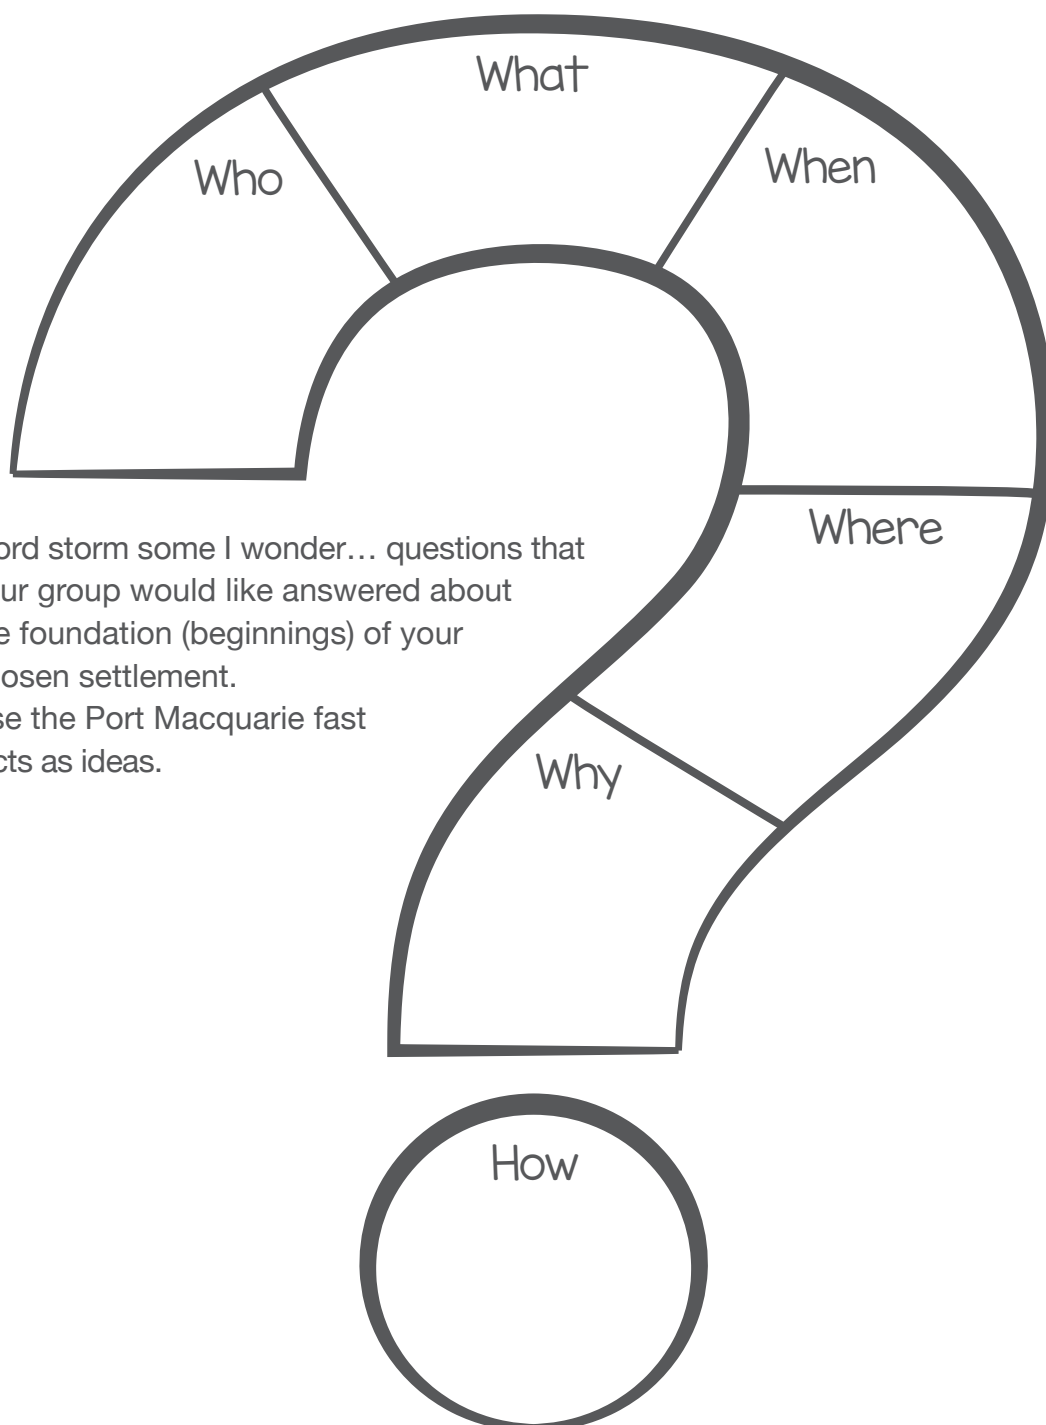 What
Who
When
Where
ord storm some I wonder... questions that
ur group would like answered about
e foundation (beginnings) of your
osen settlement.
se the Port Macquarie fast
cts as ideas.
Why
How